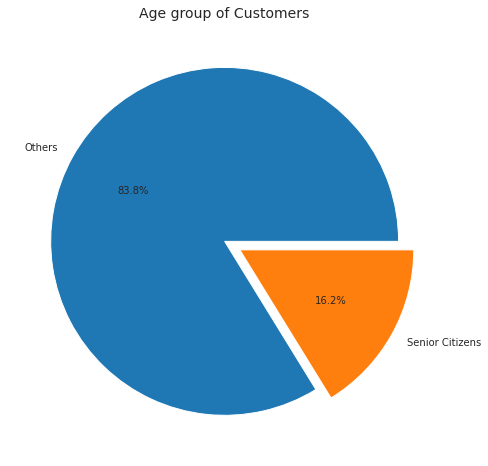 Age group of Customers
Others
83.8%
16.2%
Senior Citizens